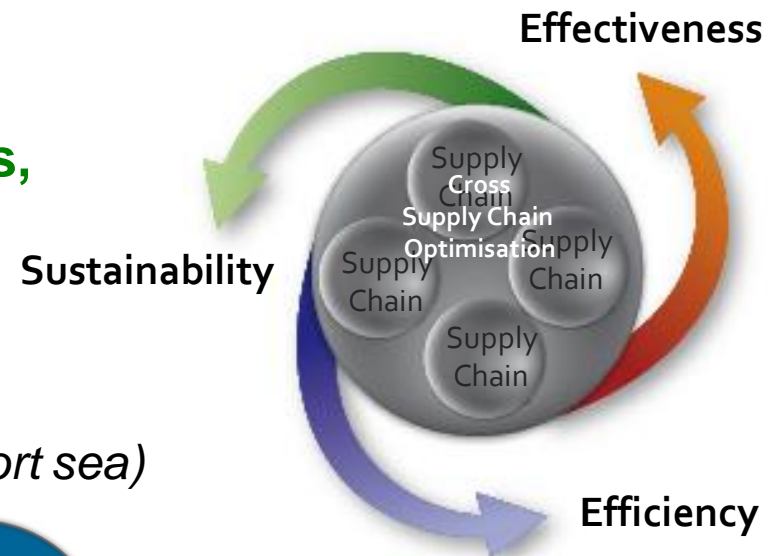 Effectiveness
s,
Supply
Chain
Cross
Supply Chain
Optimisation
Sustainability
Supply
Chain
Supply
Chain
Supply
Chain
ort sea)
Efficiency